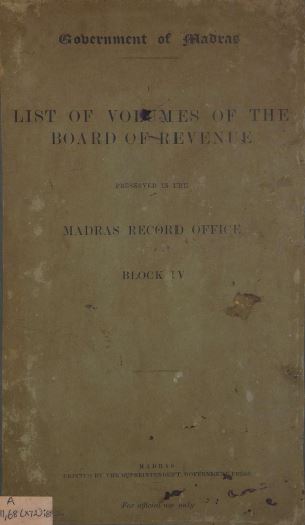 Government of Madras
LIST OF VOLUMES OF THE
BOARD OF REVENUE
PRESERVED IN THE
MADRAS RECORD OFFICE
BLOCK IV
MADRAS
PRINTED BY THE SUPERINTENDENT, GOVERNMENT PRESS
For official use only
A